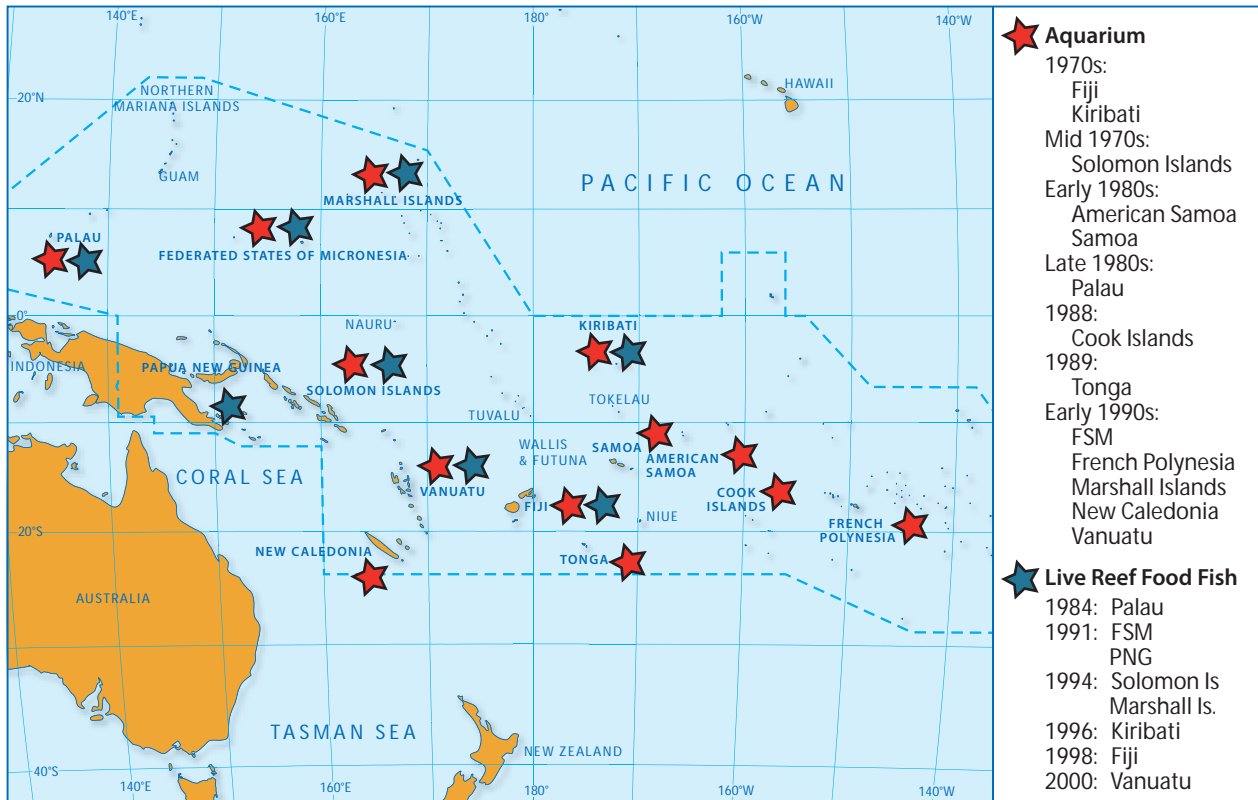 140°E
160°E
180°
160°W
140°W
20°N
NORTHERN
MARIANA ISLANDS
HAWAII
GUAM
PACIFIC OCEAN
MARSHALL ISLANDS
PALAU
FEDERATED STATES OF MICRONESIA
0°
NAURU
KIRIBATI
INDONESIA
PAPUA NEW GUINEA
SOLOMON ISLANDS
TOKELAU
TUVALU
WALLIS
& FUTUNA
SAMOA
AMERICAN
SAMOA
CORAL SEA
VANUATU
FIJI
NIUE
COOK
ISLANDS
FRENCH
POLYNESIA
20°S
NEW CALEDONIA
TONGA
AUSTRALIA
TASMAN SEA
NEW ZEALAND
40°S
140°E
160°E
180°
160°W
140°W
Aquarium
1970s:
Fiji
Kiribati
Mid 1970s:
Solomon Islands
Early 1980s:
American Samoa
Samoa
Late 1980s:
Palau
1988:
Cook Islands
1989:
Tonga
Early 1990s:
FSM
French Polynesia
Marshall Islands
New Caledonia
Vanuatu
Live Reef Food Fish
1984: Palau
1991: FSM
PNG
1994: Solomon Is
Marshall Is.
1996: Kiribati
1998: Fiji
2000: Vanuatu